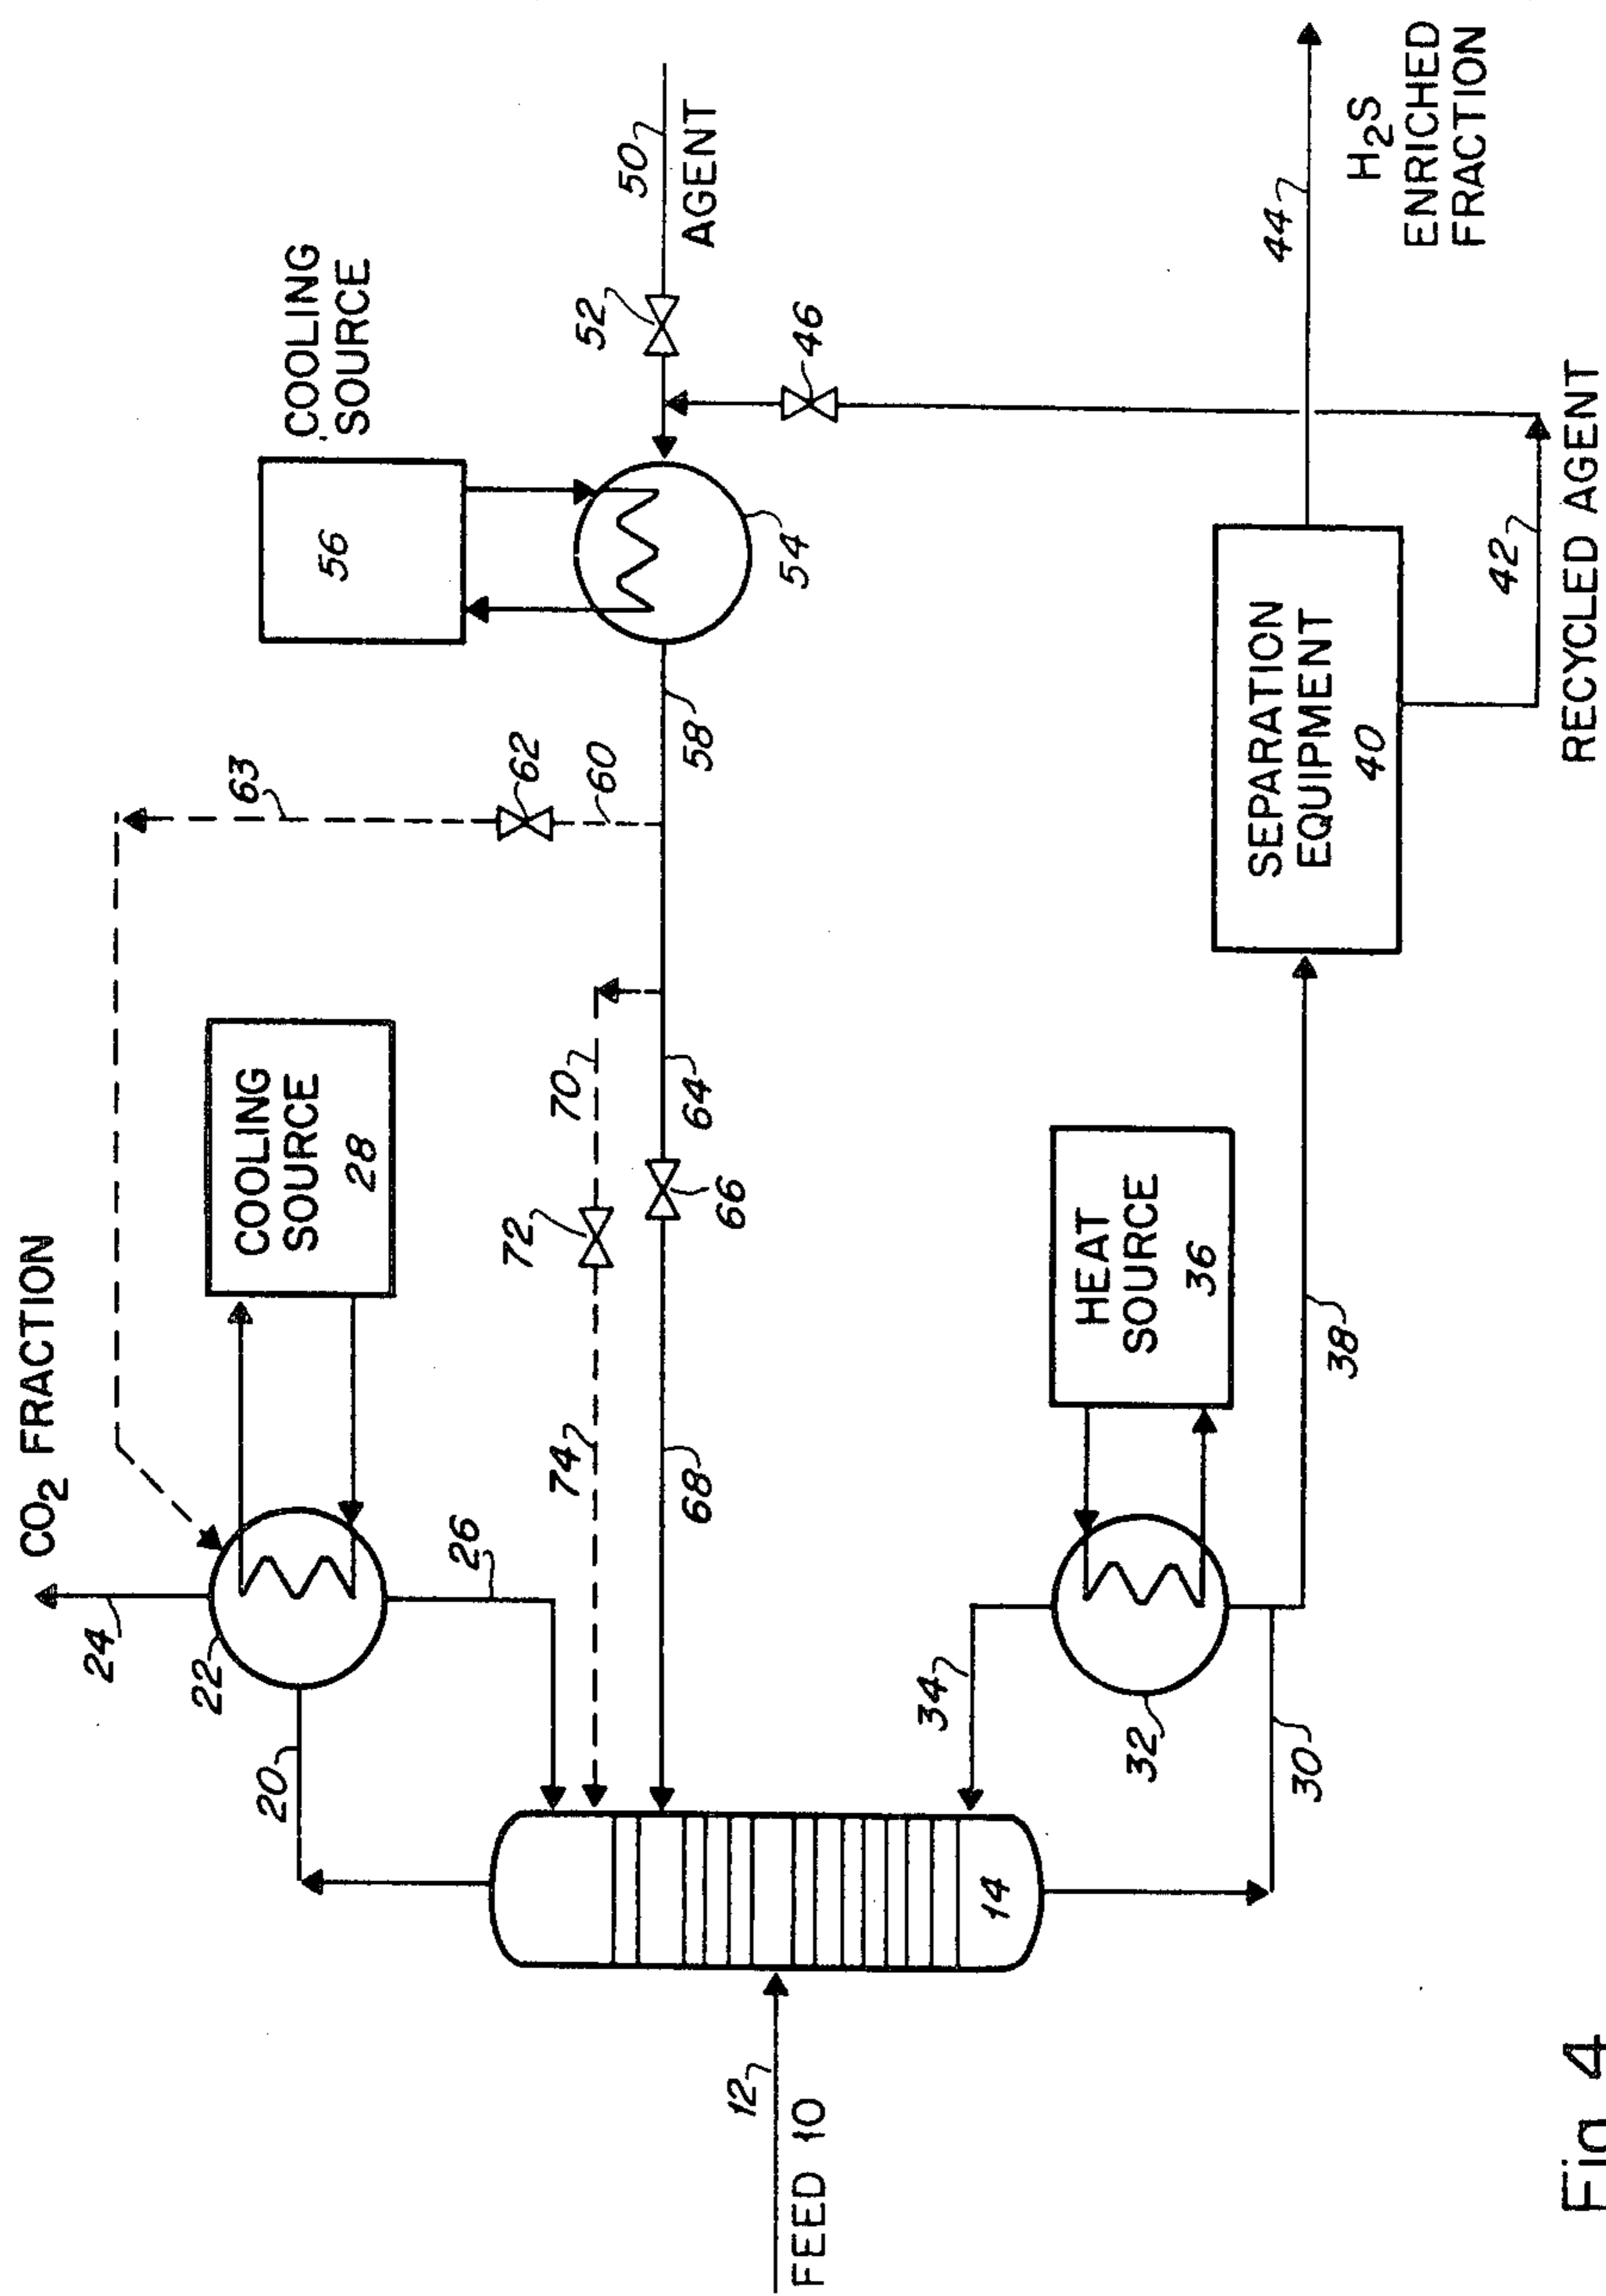 CO2 FRACTION
24
22
20
26
COOLING
SOURCE
28
63
62
60
COOLING
SOURCE
56
54
58
52
50
AGENT
46
70
72
74
64
66
68
FEED 10
12
14
34
32
30
HEAT
SOURCE
36
38
SEPARATION
EQUIPMENT
40
42
RECYCLED AGENT
44
H2S
ENRICHED
FRACTION
Fig. 4